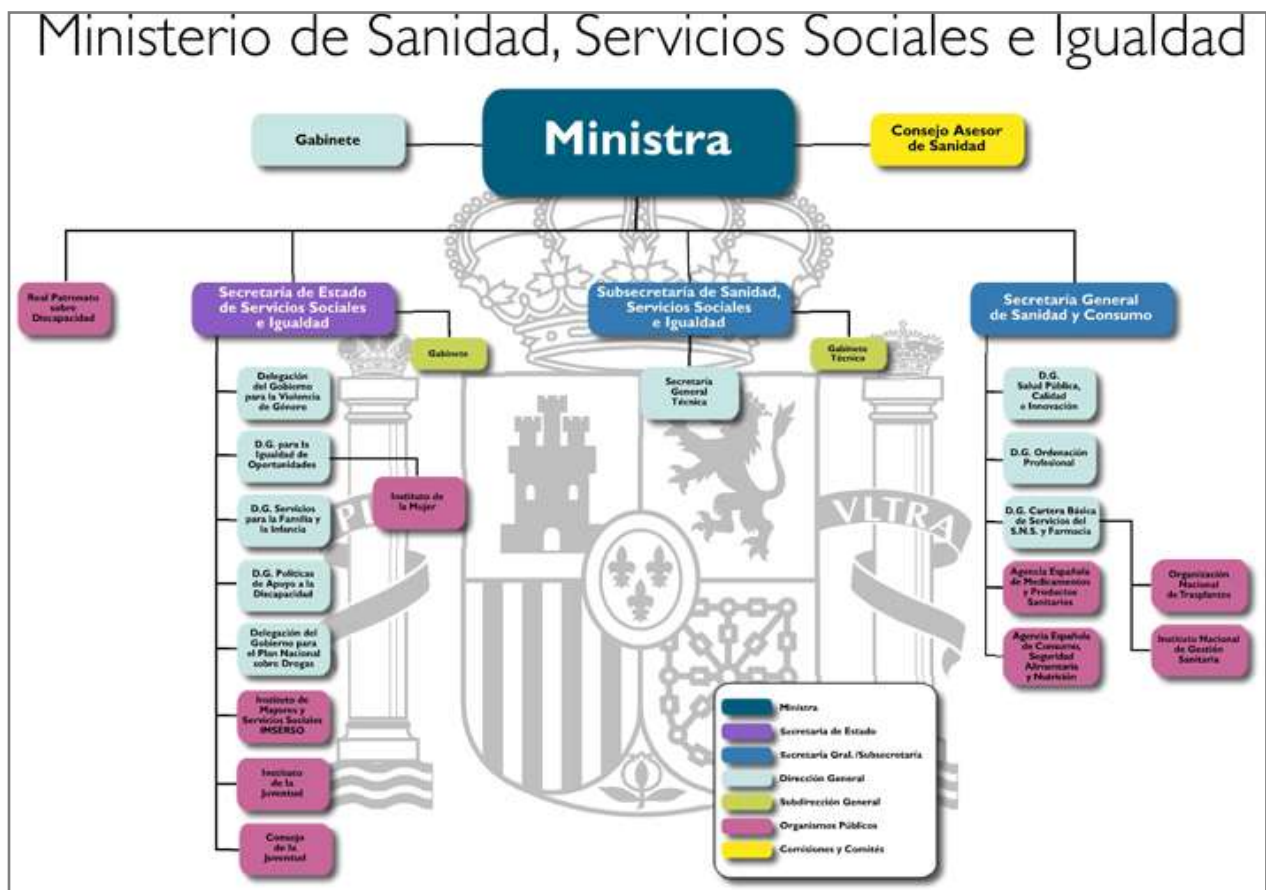 Ministerio de Sanidad, Servicios Sociales e Igualdad
Gabinete
Ministra
Consejo Asesor
de Sanidad
Real Patronato
sobre
Discapacidad
Secretaría de Estado
de Servicios Sociales
e Igualdad
Gabinete
Subsecretaría de Sanidad,
Servicios Sociales
e Igualdad
Gabinete
Técnico
Secretaría
General
Técnica
Secretaría General
de Sanidad y Consumo
Delegación
del Gobierno
para la Violencia
de Género
D.G. para la
Igualdad de
Oportunidades
Instituto de
la Mujer
D.G. Servicios
para la Familia y
la Infancia
D.G. Políticas
de Apoyo a la
Discapacidad
Delegación del
Gobierno para
el Plan Nacional
sobre Drogas
Instituto de
Mayores y
Servicios Sociales
IMSERSO
Instituto
de la
Juventud
Consejo
de la
Juventud
D.G.
Salud Pública,
Calidad
e Innovación
D.G. Ordenación
Profesional
D.G. Cartera Básica
de Servicios del
S.N.S. y Farmacia
Agencia Española
de Medicamentos
y Productos
Sanitarios
Agencia Española
de Consumo,
Seguridad
Alimentaria
y Nutrición
Organización
Nacional
de Trasplantes
Instituto Nacional
de Gestión
Sanitaria
VLTRA
Ministra
Secretaría de Estado
Secretaría Gral./Subsecretaría
Dirección General
Subdirección General
Organismos Públicos
Comisiones y Comités